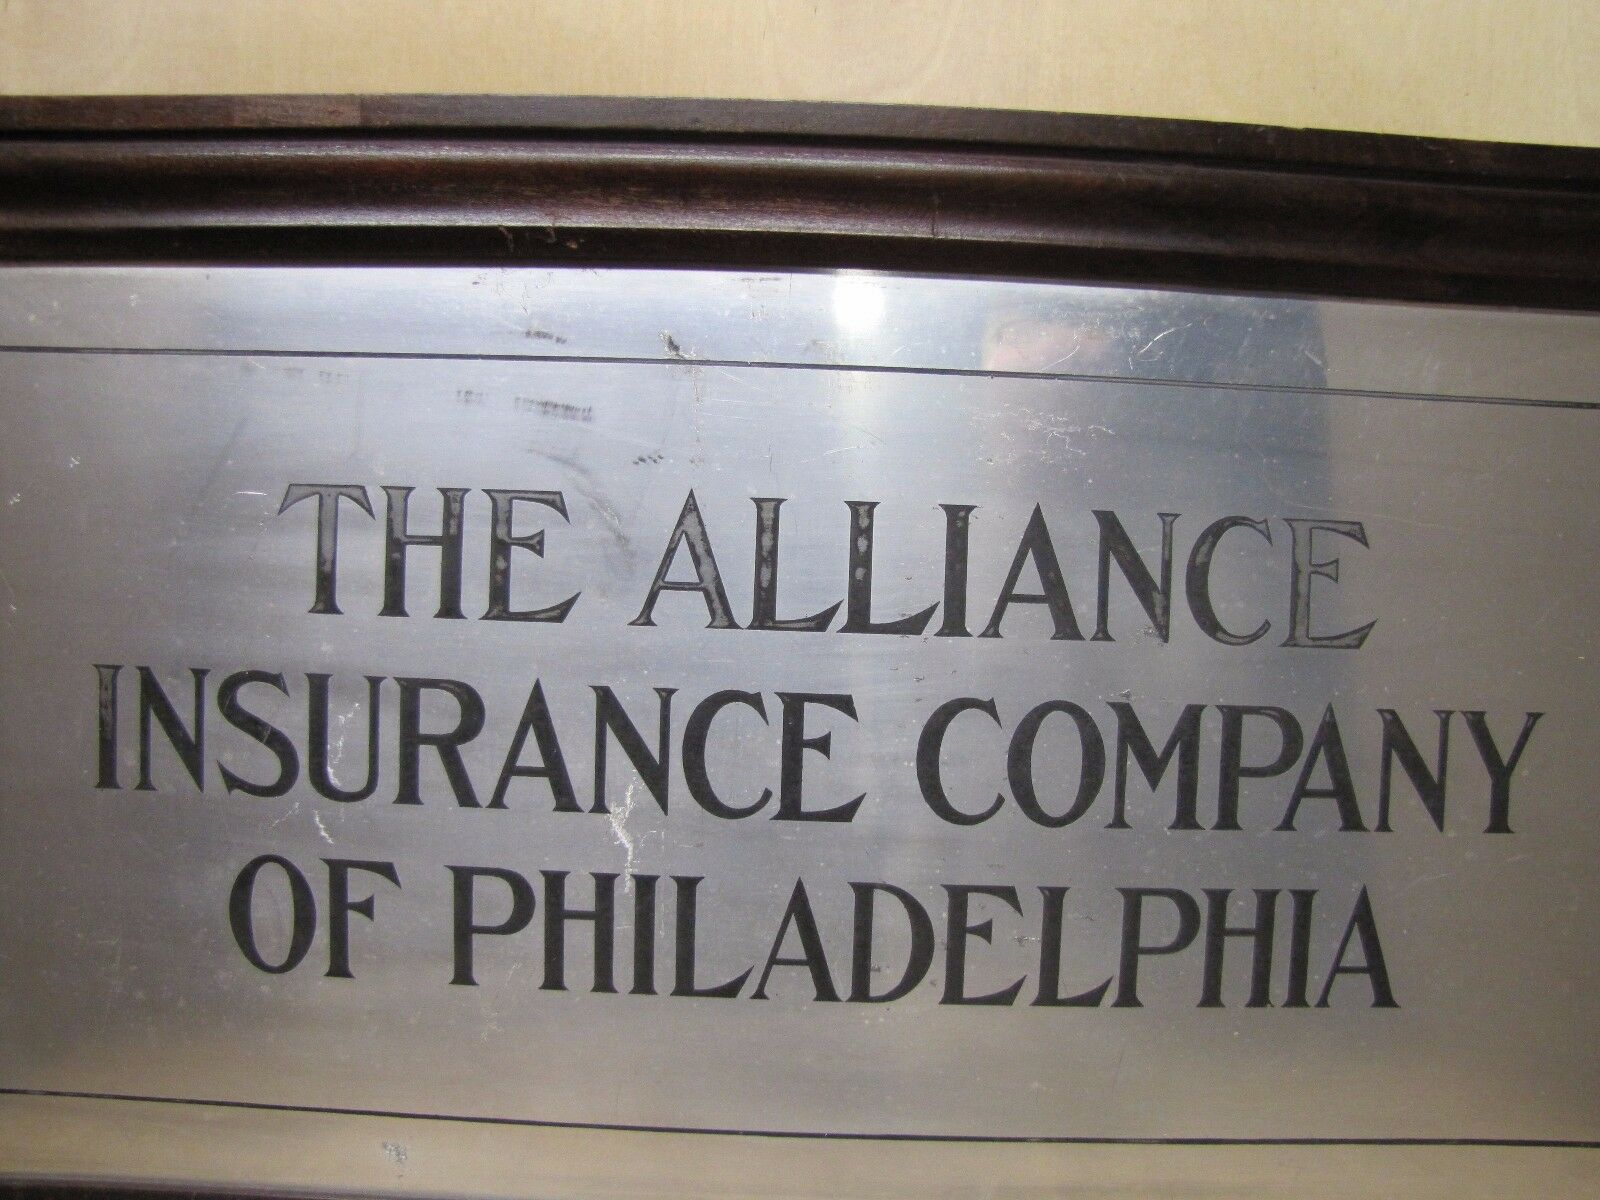 THE ALLIANCE
INSURANCE COMPANY
OF PHILADELPHIA